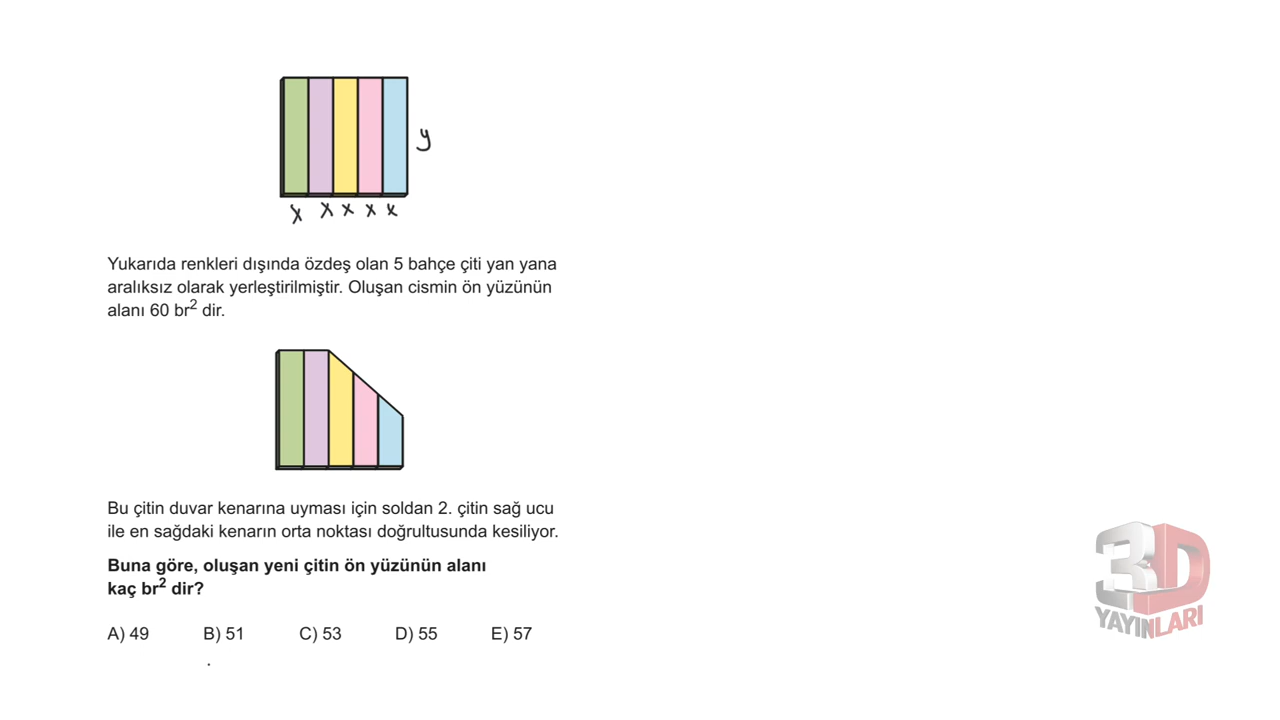 y
x x x x x
Yukarıda renkleri dışında özdeş olan 5 bahçe çiti yan yana
aralıksız olarak yerleştirilmiştir. Oluşan cismin ön yüzünün
alanı 60 br² dir.
Bu çitin duvar kenarına uyması için soldan 2. çitin sağ ucu
ile en sağdaki kenarın orta noktası doğrultusunda kesiliyor.
Buna göre, oluşan yeni çitin ön yüzünün alanı
kaç br² dir?
A) 49 B) 51 C) 53 D) 55 E) 57
3D
YAYINLARI